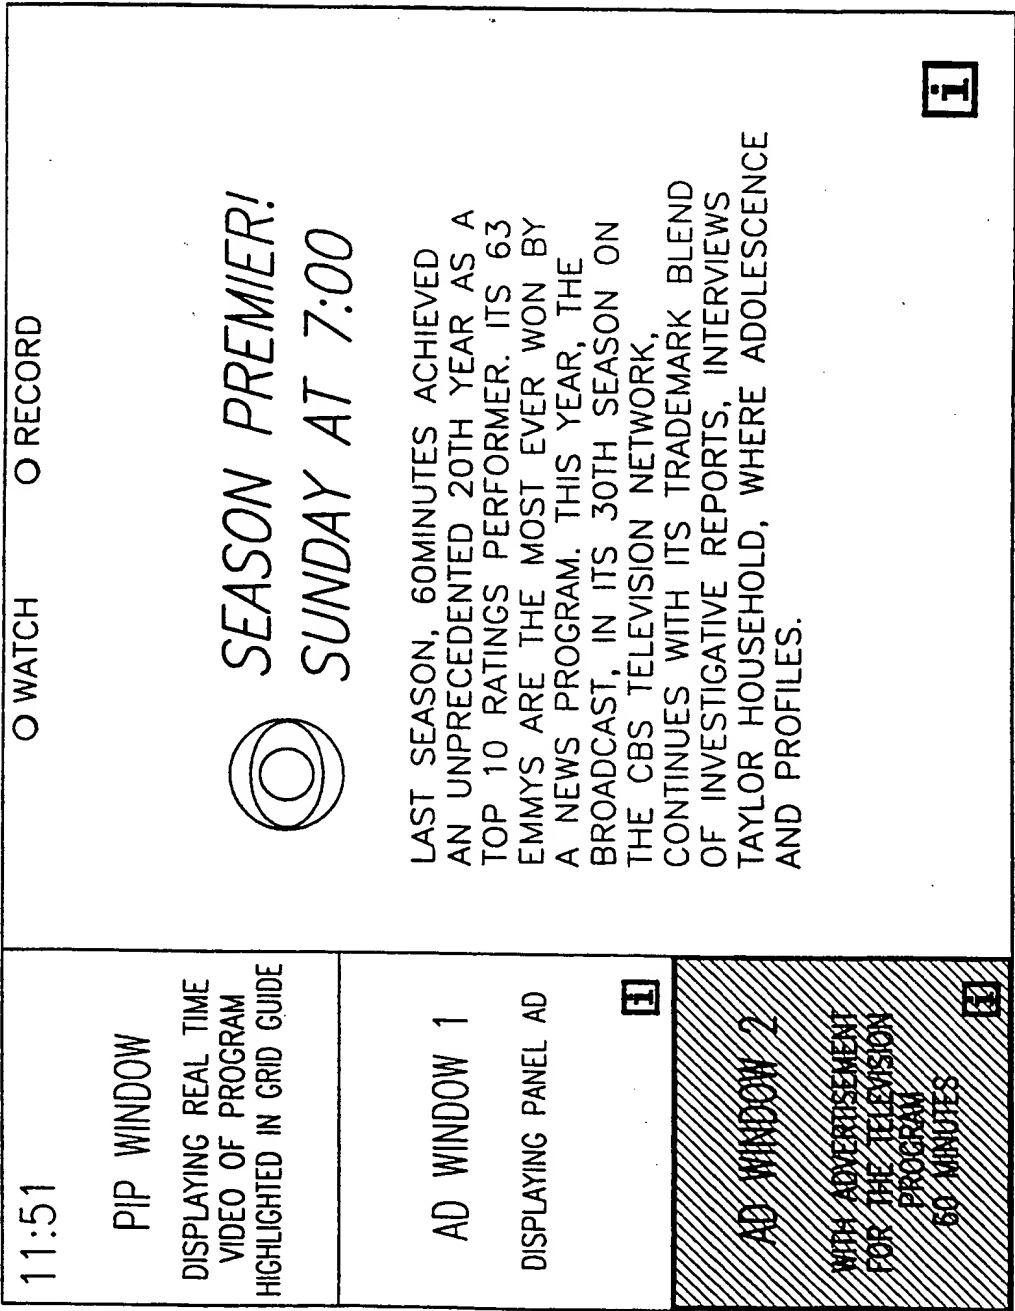 11:51
PIP WINDOW
DISPLAYING REAL TIME
VIDEO OF PROGRAM
HIGHLIGHTED IN GRID GUIDE
AD WINDOW 1
DISPLAYING PANEL AD
i
AD WINDOW 2
WITH ADVERTISEMENT
FOR THE TELEVISION
PROGRAM
60 MINUTES
i
WATCH
RECORD
SEASON PREMIER!
SUNDAY AT 7:00
LAST SEASON, 60MINUTES ACHIEVED
AN UNPRECEDENTED 20TH YEAR AS A
TOP 10 RATINGS PERFORMER. ITS 63
EMMYS ARE THE MOST EVER WON BY
A NEWS PROGRAM. THIS YEAR, THE
BROADCAST, IN ITS 30TH SEASON ON
THE CBS TELEVISION NETWORK,
CONTINUES WITH ITS TRADEMARK BLEND
OF INVESTIGATIVE REPORTS, INTERVIEWS
TAYLOR HOUSEHOLD, WHERE ADOLESCENCE
AND PROFILES.
i